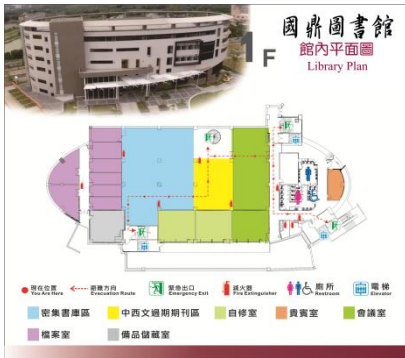 國鼎圖書館
1F
館內平面圖
Library Plan
現在位置
You Are Here
避難方向
Evacuation Route
緊急出口
Emergency Exit
滅火器
Fire Extinguisher
廁所
Restroom
電梯
Elevator
密集書庫區
中西文過期期刊區
自修室
貴賓室
會議室
檔案室
備品儲藏室